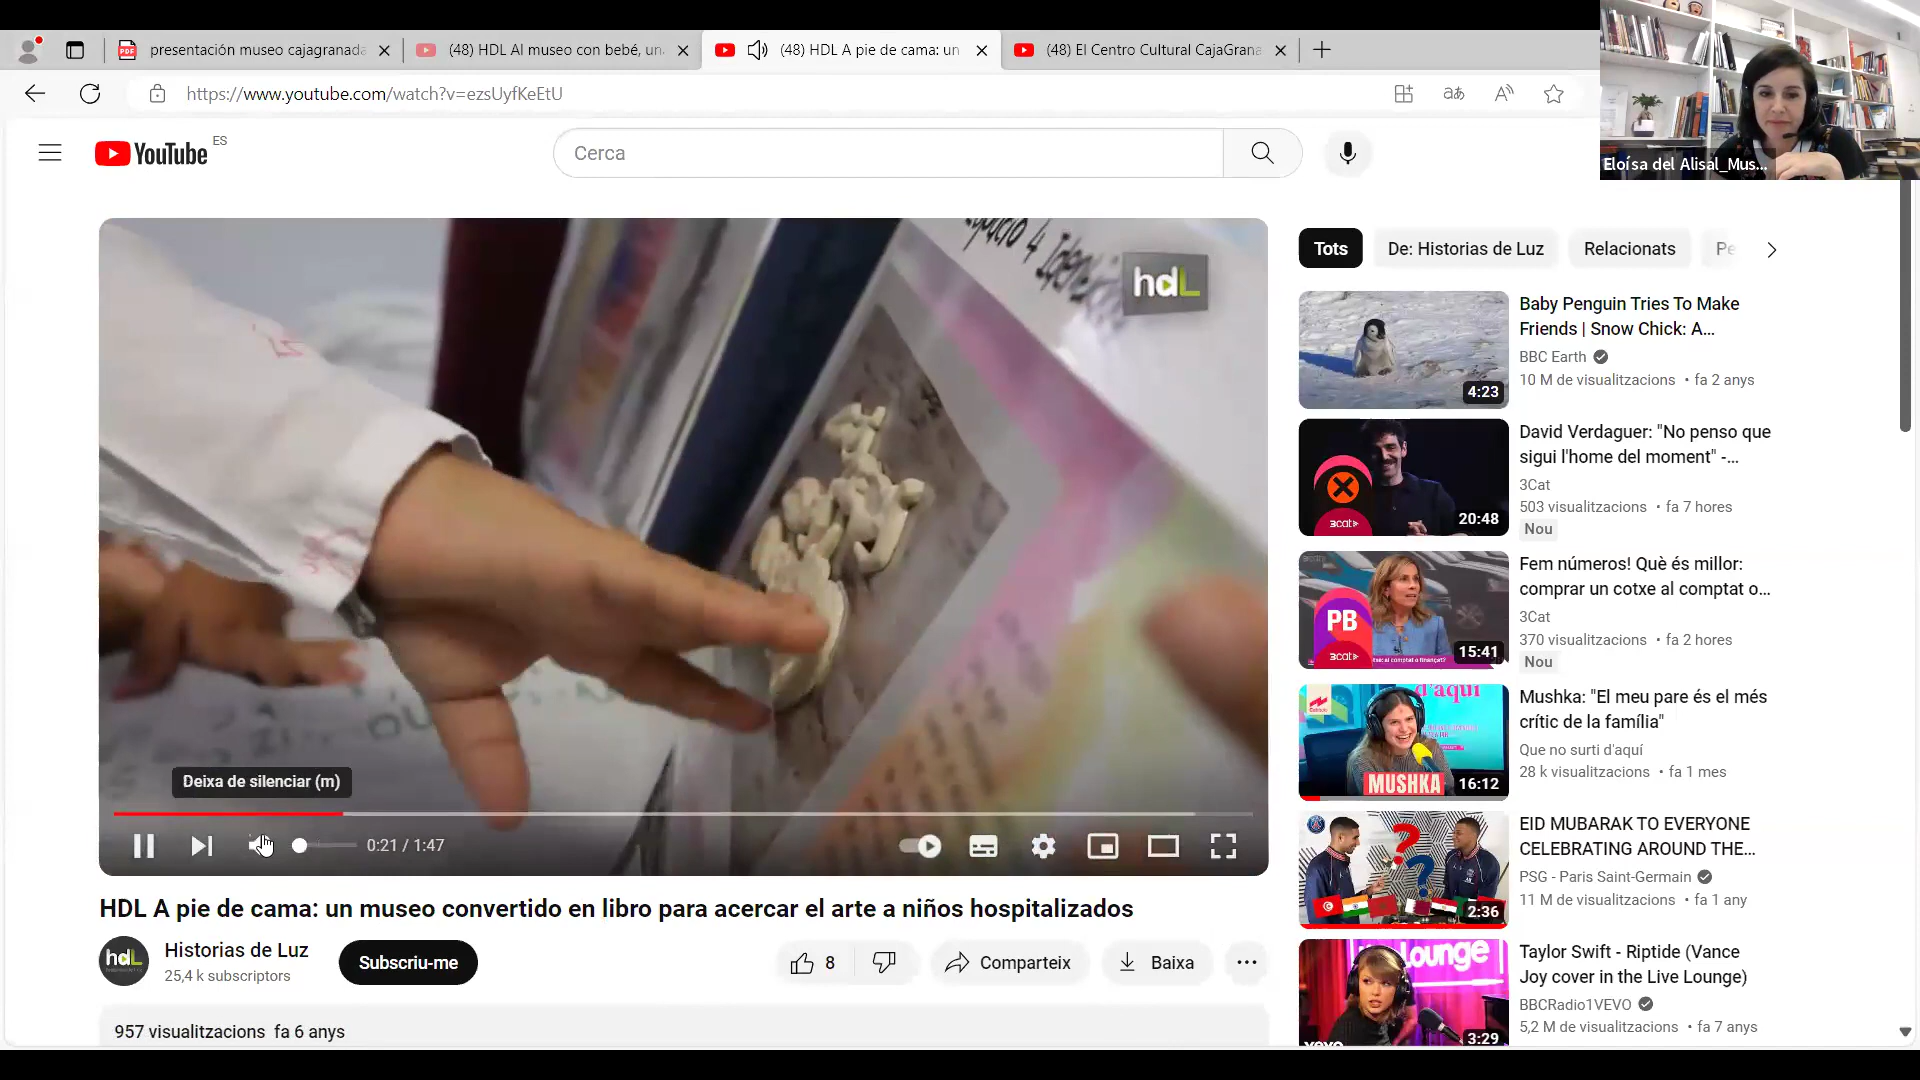 presentación museo cajagranada
(48) HDL Al museo con bebé, un
(48) HDL A pie de cama: un
(48) El Centro Cultural CajaGrana
https://www.youtube.com/watch?v=ezsUyfKeEtU
aあ
YouTube ES
Cerca
Eloísa del Alisal_Mus...
hdL
Tots
De: Historias de Luz
Relacionats
Pe
Baby Penguin Tries To Make
Friends | Snow Chick: A...
BBC Earth
10 M de visualitzacions • fa 2 anys
4:23
David Verdaguer: "No penso que
sigui l'home del moment" -...
3Cat
503 visualitzacions • fa 7 hores
Nou
3cat
20:48
Fem números! Què és millor:
comprar un cotxe al comptat o...
3Cat
370 visualitzacions • fa 2 hores
Nou
PB
3cat
15:41
Mushka: "El meu pare és el més
crític de la família"
Que no surti d'aquí
28 k visualitzacions • fa 1 mes
d'aquí
MUSHKA
16:12
EID MUBARAK TO EVERYONE
CELEBRATING AROUND THE...
PSG - Paris Saint-Germain
11 M de visualitzacions • fa 1 any
2:36
Taylor Swift - Riptide (Vance
Joy cover in the Live Lounge)
BBCRadio1VEVO
5,2 M de visualitzacions • fa 7 anys
Lounge
vevo
3:29
Deixa de silenciar (m)
0:21 / 1:47
HDL A pie de cama: un museo convertido en libro para acercar el arte a niños hospitalizados
hdL
Historias de Luz
25,4 k subscriptors
Subscriu-me
8
Comparteix
Baixa
957 visualitzacions fa 6 anys